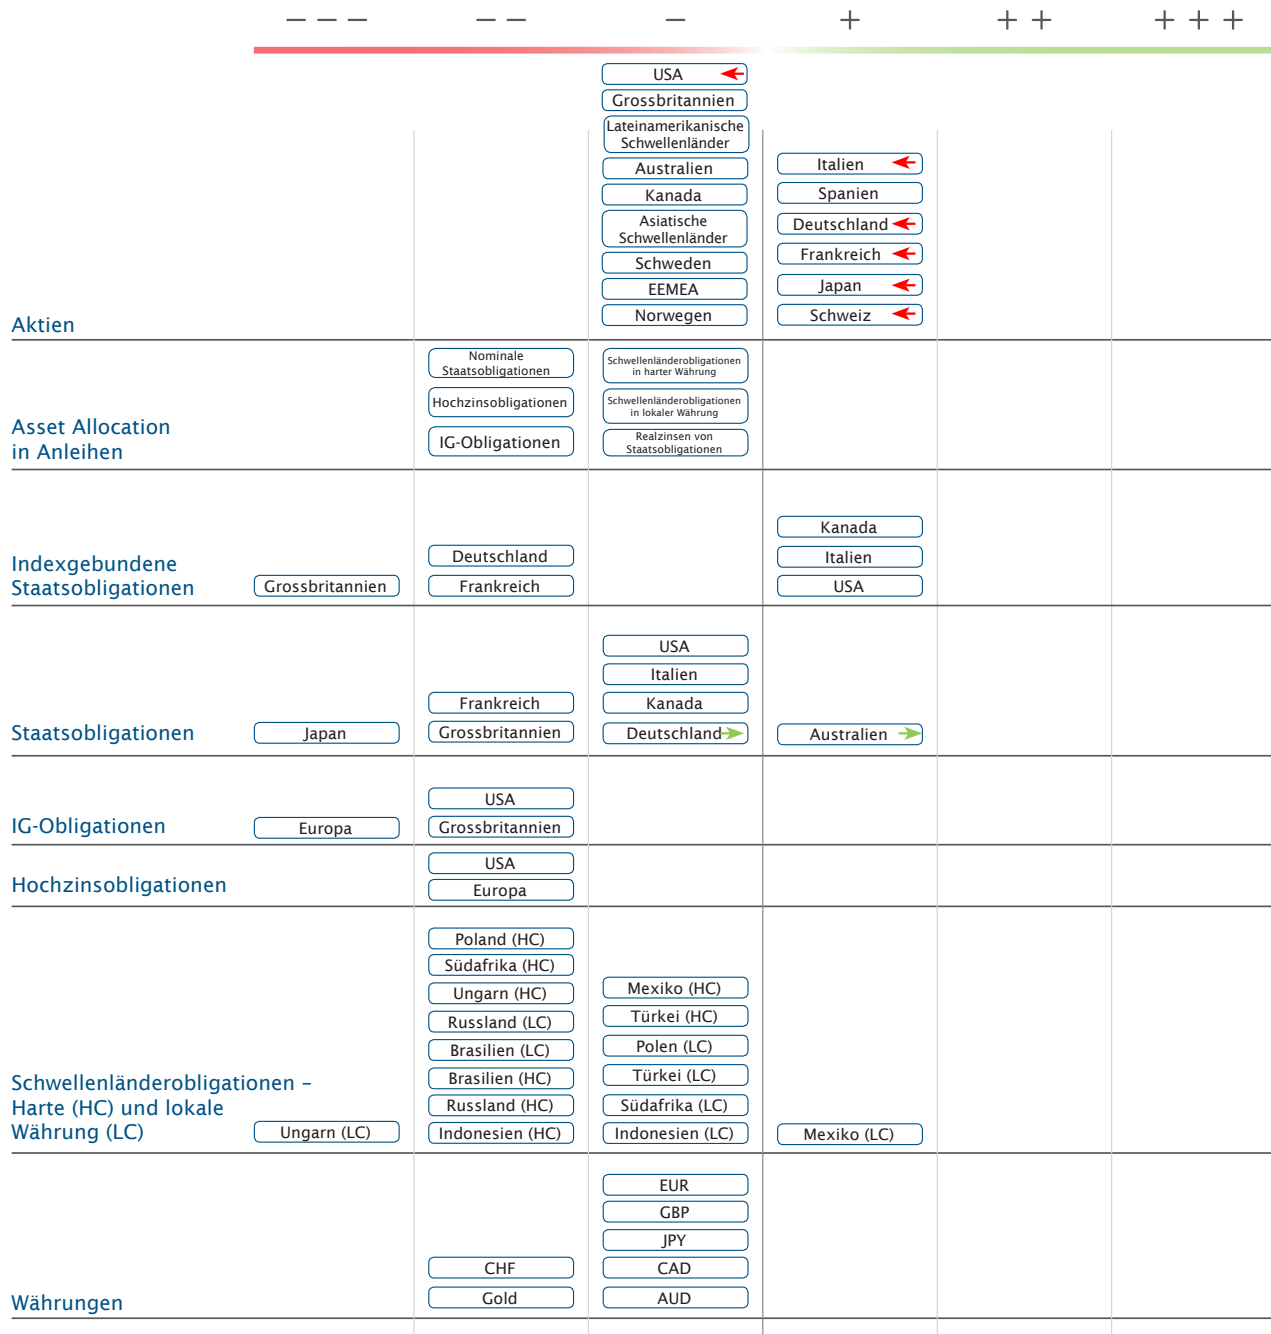 − − − − − − + + + + + +
USA
Grossbritannien
Lateinamerikanische
Schwellenländer
Australien
Kanada
Asiatische
Schwellenländer
Schweden
EEMEA
Norwegen
Italien
Spanien
Deutschland
Frankreich
Japan
Schweiz
Aktien
Nominale
Staatsobligationen
Hochzinsobligationen
IG-Obligationen
Schwellenländerobligationen
in harter Währung
Schwellenländerobligationen
in lokaler Währung
Realzinsen von
Staatsobligationen
Asset Allocation
in Anleihen
Indexgebundene
Staatsobligationen
Grossbritannien
Deutschland
Frankreich
Kanada
Italien
USA
Staatsobligationen
Japan
Frankreich
Grossbritannien
USA
Italien
Kanada
Deutschland
Australien
IG-Obligationen
Europa
USA
Grossbritannien
Hochzinsobligationen
USA
Europa
Schwellenländerobligationen –
Harte (HC) und lokale
Währung (LC)
Ungarn (LC)
Poland (HC)
Südafrika (HC)
Ungarn (HC)
Russland (LC)
Brasilien (LC)
Brasilien (HC)
Russland (HC)
Indonesien (HC)
Mexiko (HC)
Türkei (HC)
Polen (LC)
Türkei (LC)
Südafrika (LC)
Indonesien (LC)
Mexiko (LC)
Währungen
CHF
Gold
EUR
GBP
JPY
CAD
AUD